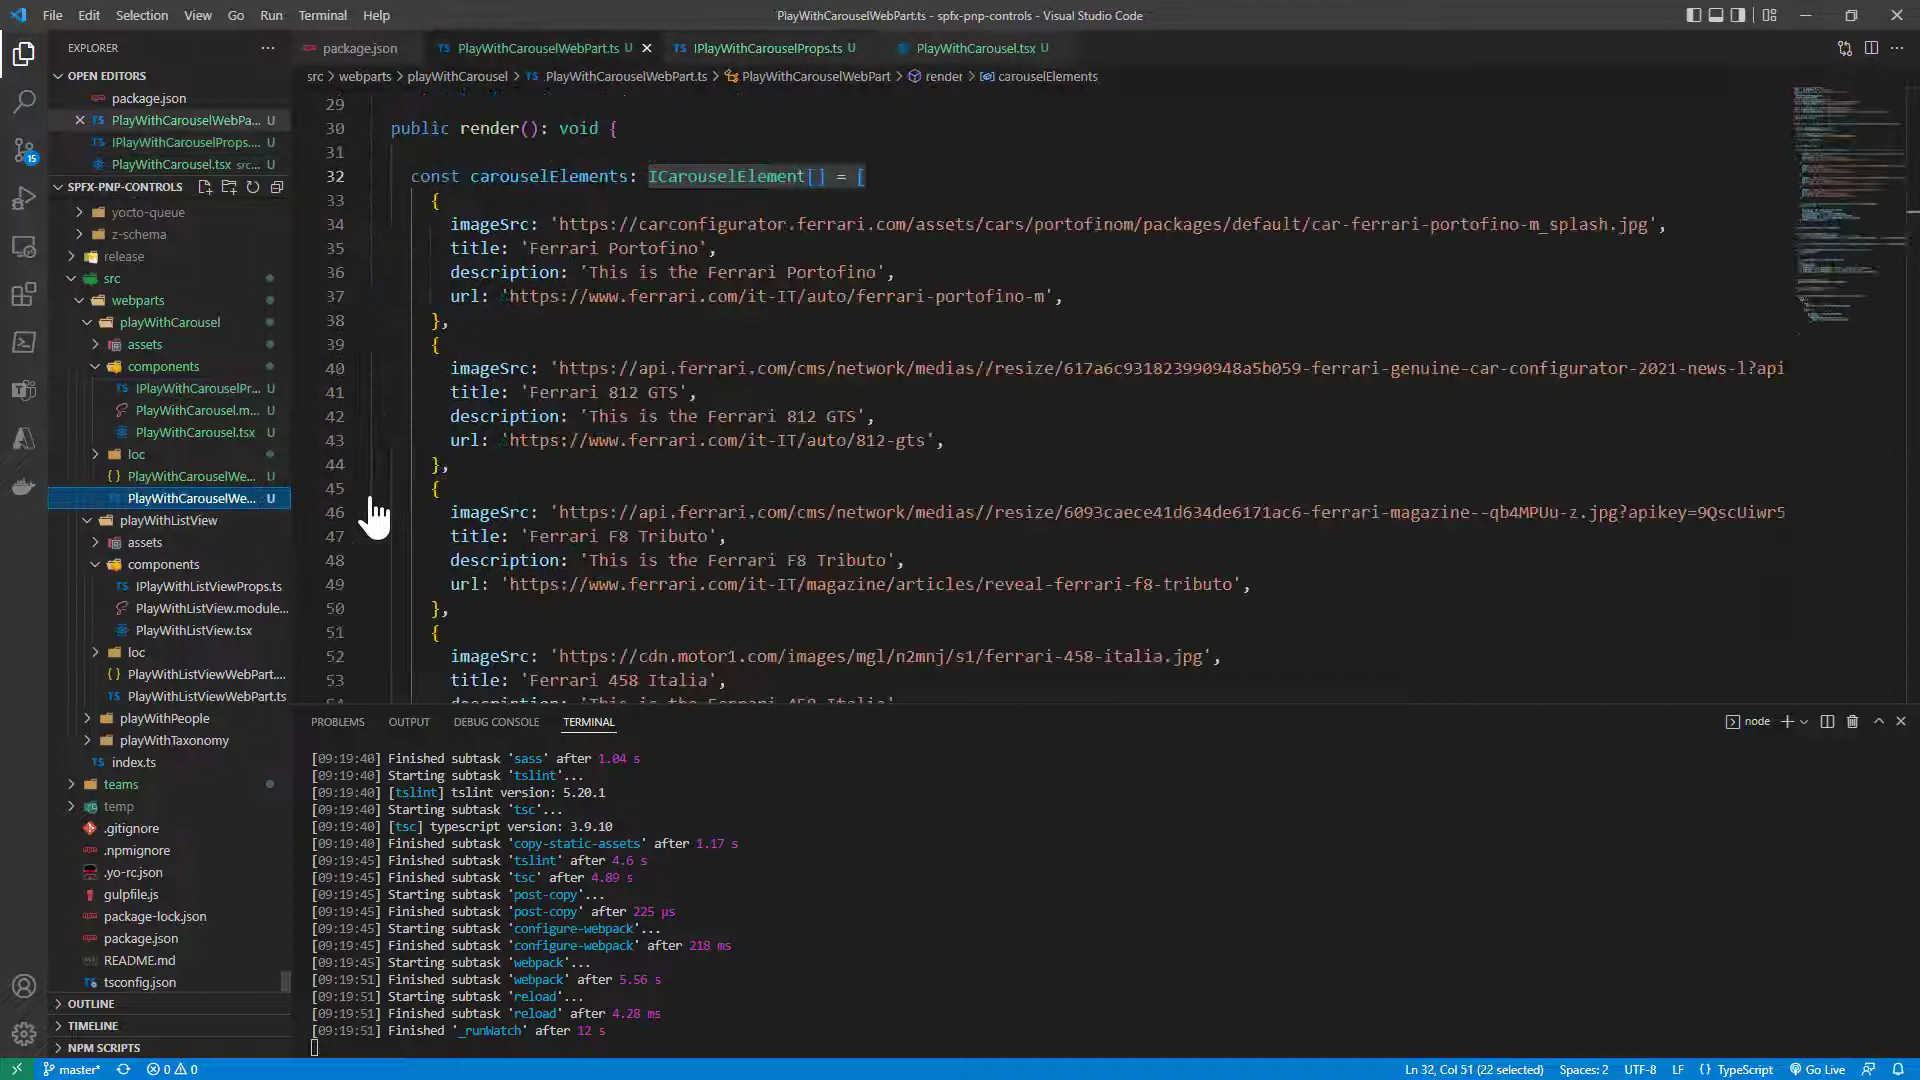 File Edit Selection View Go Run Terminal Help
PlayWithCarouselWebPart.ts - spfx-pnp-controls - Visual Studio Code
EXPLORER
package.json
PlayWithCarouselWebPart.ts U
IPlayWithCarouselProps.ts U
PlayWithCarousel.tsx U
src > webparts > playWithCarousel > TS PlayWithCarouselWebPart.ts > PlayWithCarouselWebPart > render > carouselElements
OPEN EDITORS
package.json
PlayWithCarouselWebPa... U
IPlayWithCarouselProps.... U
PlayWithCarousel.tsx src... U
SPFX-PNP-CONTROLS
yocto-queue
z-schema
release
src
webparts
playWithCarousel
assets
components
IPlayWithCarouselPr... U
PlayWithCarousel.m... U
PlayWithCarousel.tsx U
loc
PlayWithCarouselWe... U
PlayWithCarouselWe... U
playWithListView
assets
components
IPlayWithListViewProps.ts
PlayWithListView.module...
PlayWithListView.tsx
loc
PlayWithListViewWebPart....
PlayWithListViewWebPart.ts
playWithPeople
playWithTaxonomy
index.ts
teams
temp
.gitignore
.npmignore
.yo-rc.json
gulpfile.js
package-lock.json
package.json
README.md
tsconfig.json
OUTLINE
TIMELINE
NPM SCRIPTS
29
30 public render(): void {
31
32 const carouselElements: ICarouselElement[] = [
33 {
34 imageSrc: 'https://carconfigurator.ferrari.com/assets/cars/portofinom/packages/default/car-ferrari-portofino-m_splash.jpg',
35 title: 'Ferrari Portofino',
36 description: 'This is the Ferrari Portofino',
37 url: 'https://www.ferrari.com/it-IT/auto/ferrari-portofino-m',
38 },
39 {
40 imageSrc: 'https://api.ferrari.com/cms/network/medias//resize/617a6c931823990948a5b059-ferrari-genuine-car-configurator-2021-news-l?api
41 title: 'Ferrari 812 GTS',
42 description: 'This is the Ferrari 812 GTS',
43 url: 'https://www.ferrari.com/it-IT/auto/812-gts',
44 },
45 {
46 imageSrc: 'https://api.ferrari.com/cms/network/medias//resize/6093caece41d634de6171ac6-ferrari-magazine--qb4MPUu-z.jpg?apikey=9QscUiwr5
47 title: 'Ferrari F8 Tributo',
48 description: 'This is the Ferrari F8 Tributo',
49 url: 'https://www.ferrari.com/it-IT/magazine/articles/reveal-ferrari-f8-tributo',
50 },
51 {
52 imageSrc: 'https://cdn.motor1.com/images/mgl/n2mnj/s1/ferrari-458-italia.jpg',
53 title: 'Ferrari 458 Italia',
PROBLEMS OUTPUT DEBUG CONSOLE TERMINAL
node
[09:19:40] Finished subtask 'sass' after 1.04 s
[09:19:40] Starting subtask 'tslint'...
[09:19:40] [tslint] tslint version: 5.20.1
[09:19:40] Starting subtask 'tsc'...
[09:19:40] [tsc] typescript version: 3.9.10
[09:19:40] Finished subtask 'copy-static-assets' after 1.17 s
[09:19:45] Finished subtask 'tslint' after 4.6 s
[09:19:45] Finished subtask 'tsc' after 4.89 s
[09:19:45] Starting subtask 'post-copy'...
[09:19:45] Finished subtask 'post-copy' after 225 μs
[09:19:45] Starting subtask 'configure-webpack'...
[09:19:45] Finished subtask 'configure-webpack' after 218 ms
[09:19:45] Starting subtask 'webpack'...
[09:19:51] Finished subtask 'webpack' after 5.56 s
[09:19:51] Starting subtask 'reload'...
[09:19:51] Finished subtask 'reload' after 4.28 ms
[09:19:51] Finished '_runWatch' after 12 s
master* 0 0
Ln 32, Col 51 (22 selected) Spaces: 2 UTF-8 LF TypeScript Go Live